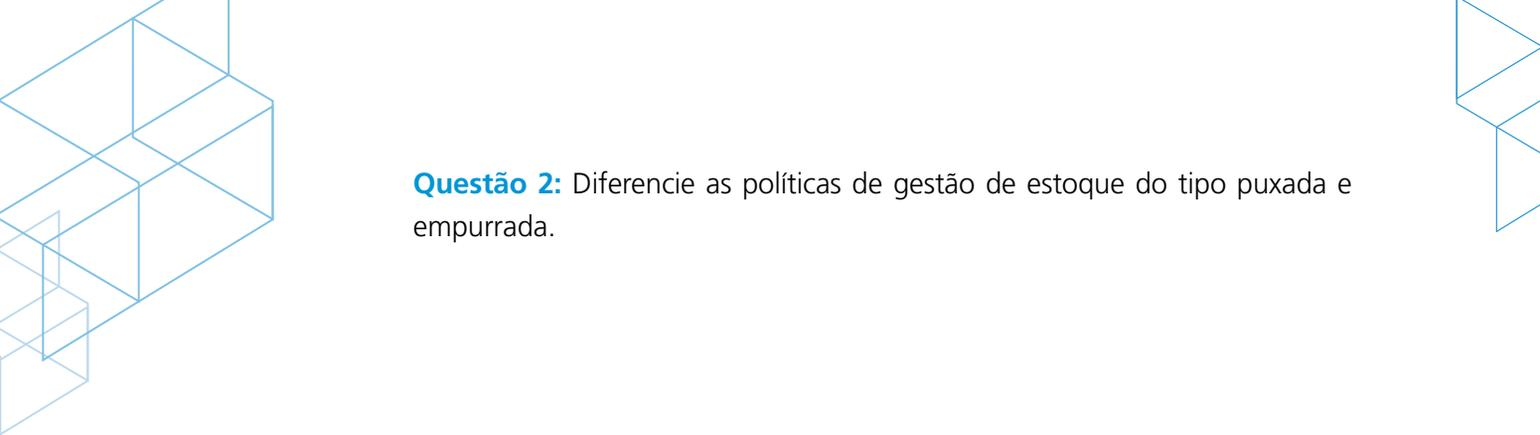 Questão 2: Diferencie as políticas de gestão de estoque do tipo puxada e
empurrada.